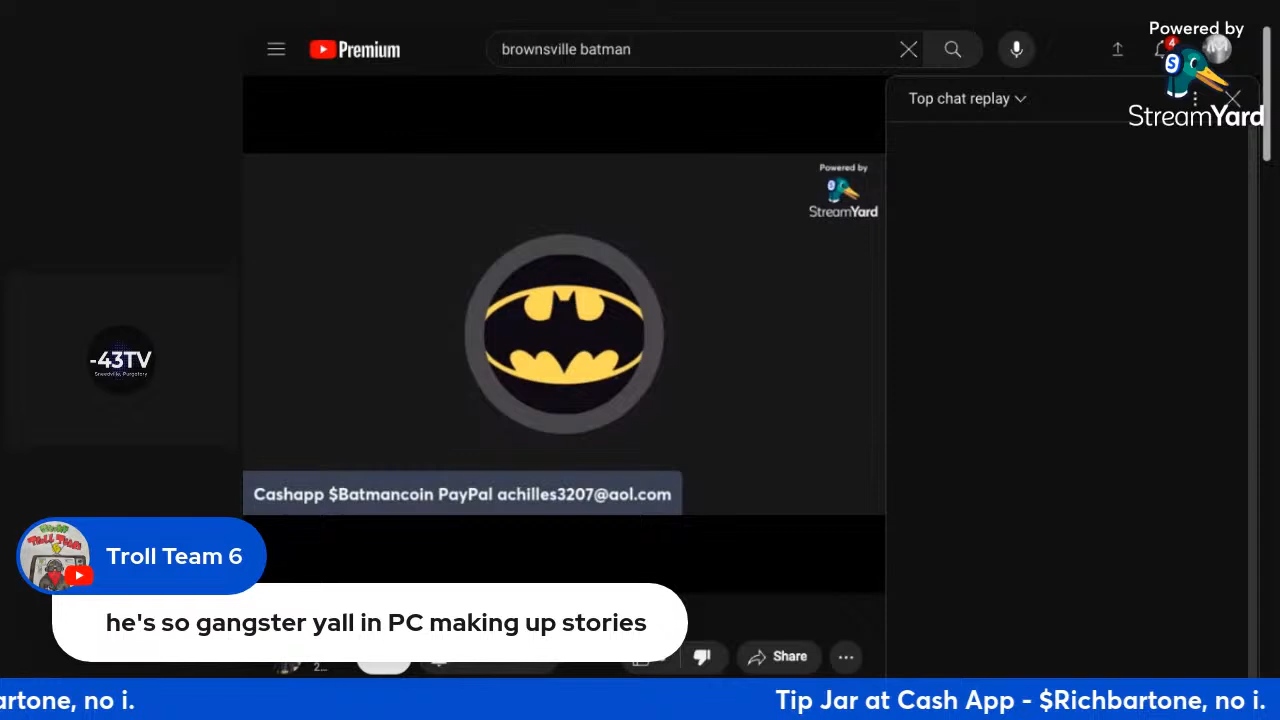 Premium
brownsville batman
4
Powered by
StreamYard
Top chat replay
Powered by
StreamYard
-43TV
Cashapp $Batmancoin PayPal achilles3207@aol.com
Troll Team 6
he's so gangster yall in PC making up stories
2...
Share
artone, no i.
Tip Jar at Cash App - $Richbartone, no i.